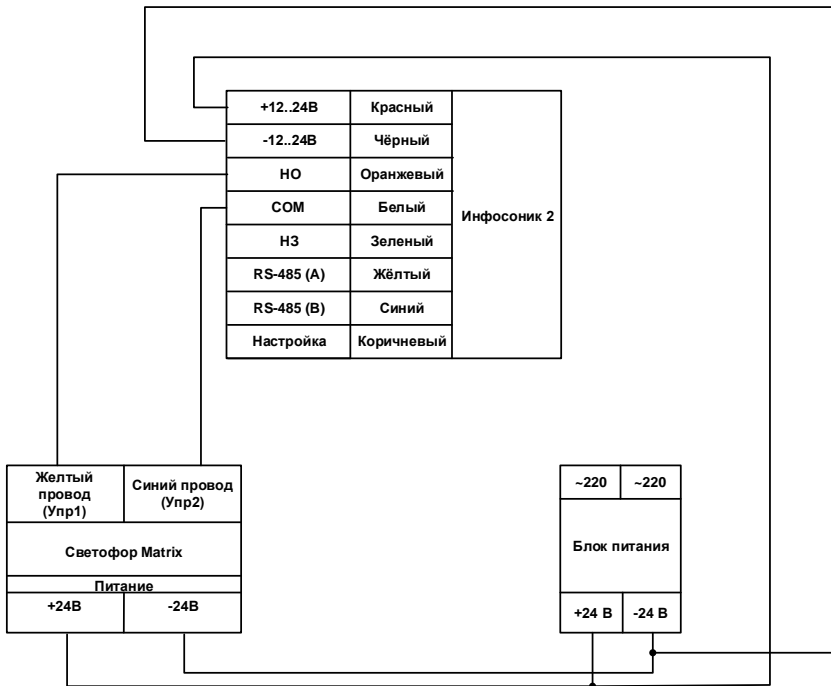 +12..24В Красный
-12..24В Чёрный
НО Оранжевый
COM Белый
Инфосоник 2
НЗ Зеленый
RS-485 (A) Жёлтый
RS-485 (B) Синий
Настройка Коричневый
Желтый
провод
(Упр1)
Синий провод
(Упр2)
Светофор Matrix
Питание
+24В -24В
~220 ~220
Блок питания
+24 В -24 В